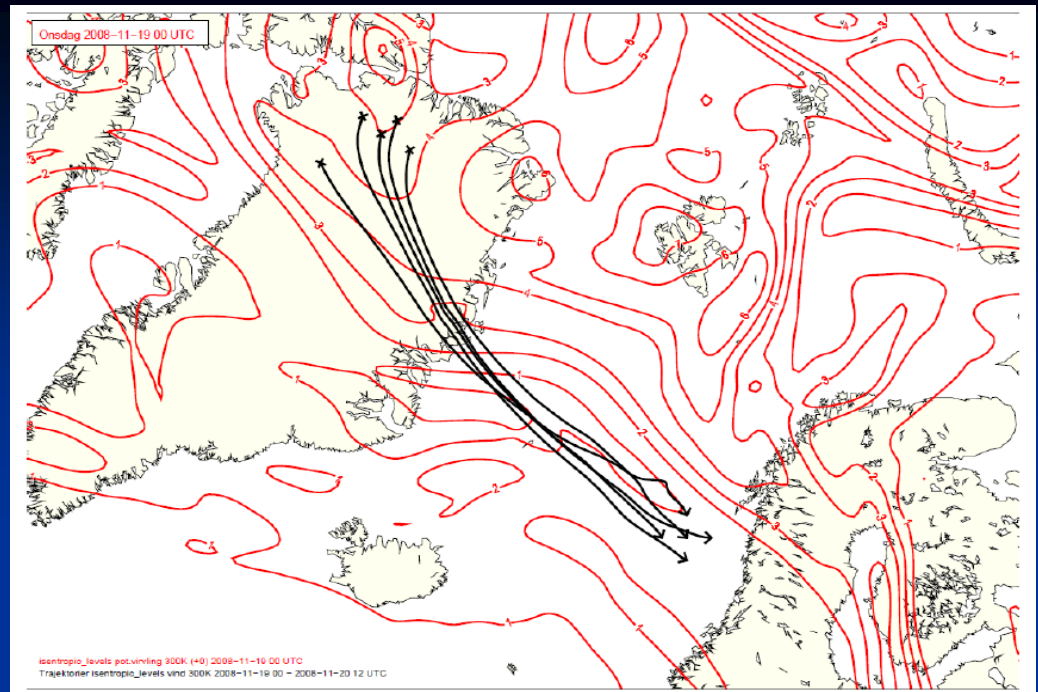 Onsdag 2008-11-19 00 UTC
isentropic_levels pot.virvling 300K (+0) 2008-11-19 00 UTC
Trajektorier isentropic_levels vind 300K 2008-11-19 00 - 2008-11-20 12 UTC